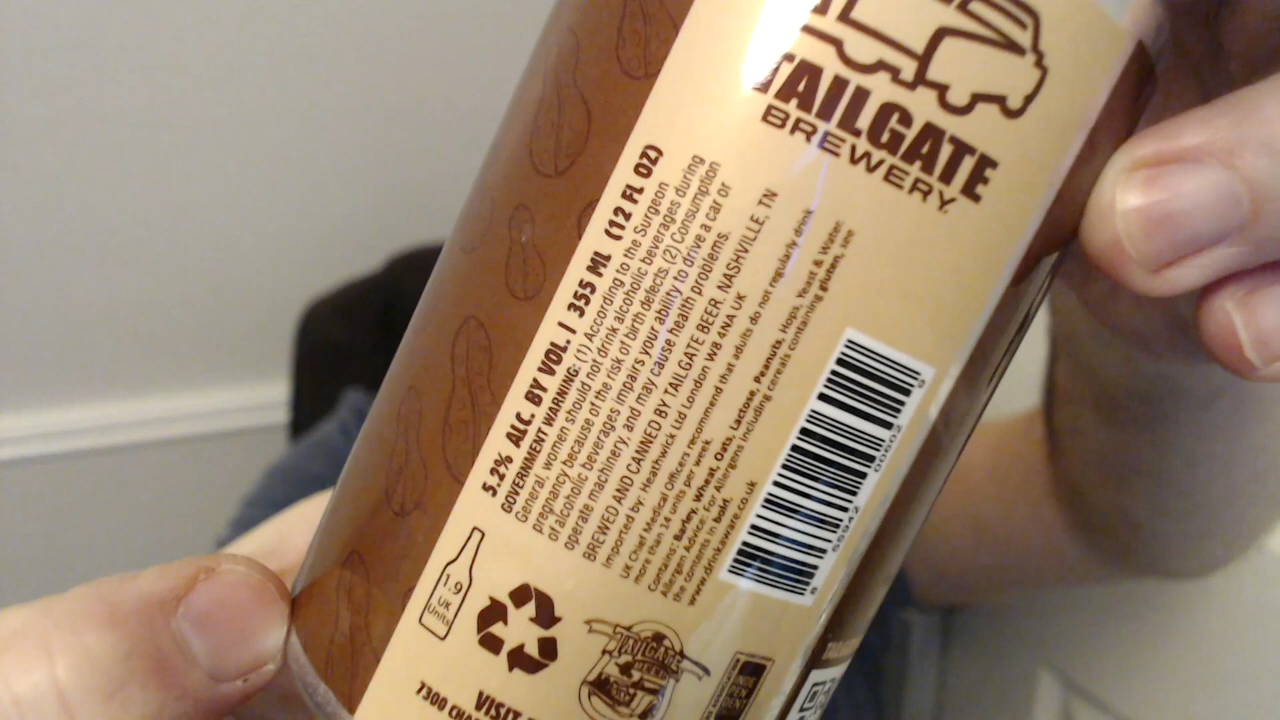 TAILGATE
BREWERY
5.2% ALC. BY VOL. | 355 ML (12 FL OZ)
GOVERNMENT WARNING: (1) According to the Surgeon
General, women should not drink alcoholic beverages during
pregnancy because of the risk of birth defects. (2) Consumption
of alcoholic beverages impairs your ability to drive a car or
operate machinery, and may cause health problems.
BREWED AND CANNED BY TAILGATE BEER. NASHVILLE, TN
Imported by: Heathwick Ltd London W8 4NA UK
UK Chief Medical Officers recommend that adults do not regularly drink
more than 14 units per week.
Contains: Barley, Wheat, Oats, Lactose, Peanuts, Hops, Yeast & Water.
Allergen Advice: For Allergens including cereals containing gluten, see
the contents in bold.
www.drinkaware.co.uk
1.9
UK
Units
TAILGATE
BEER
VISIT
7300